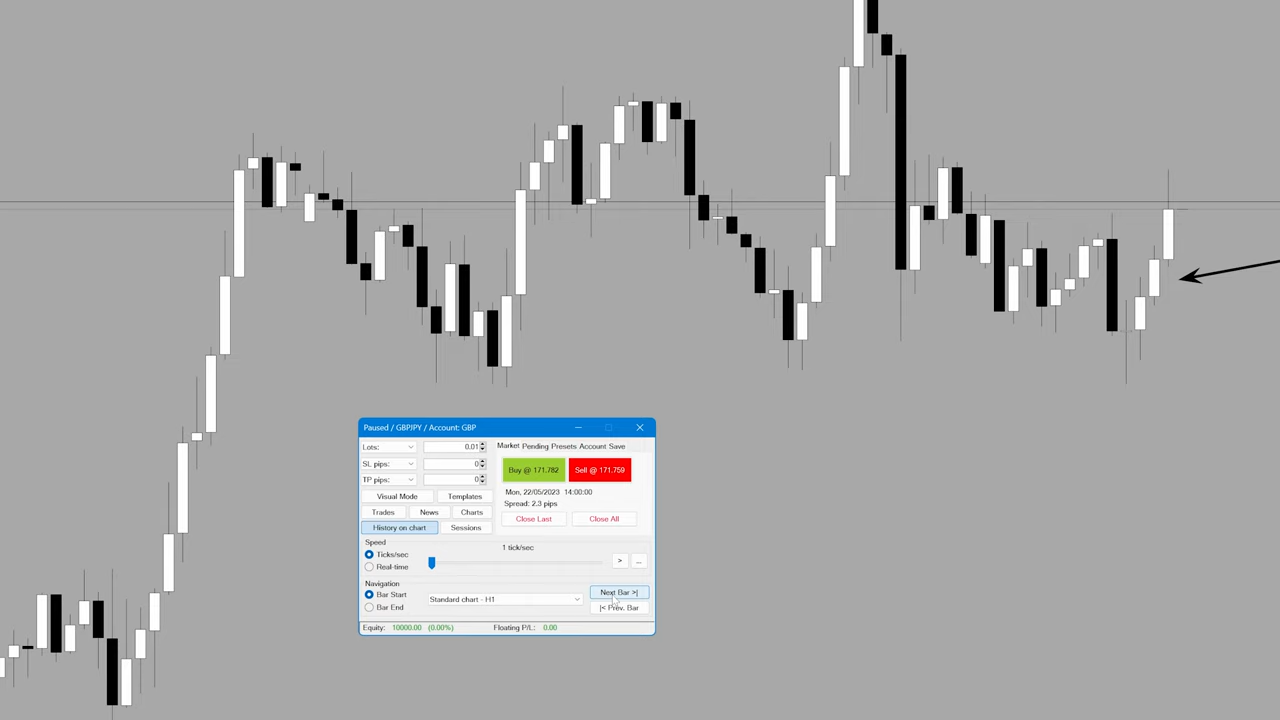 Paused / GBPJPY / Account: GBP
Lots: 0.01
Market Pending Presets Account Save
SL pips: 0
TP pips: 0
Buy @ 171.782 Sell @ 171.759
Visual Mode Templates
Mon, 22/05/2023 14:00:00
Spread: 2.3 pips
Trades News Charts
Close Last Close All
History on chart Sessions
Speed
1 tick/sec
Ticks/sec
Real-time
> ...
Navigation
Bar Start
Standard chart - H1
Next Bar >|
Bar End
|< Prev. Bar
Equity: 10000.00 (0.00%) Floating P/L: 0.00